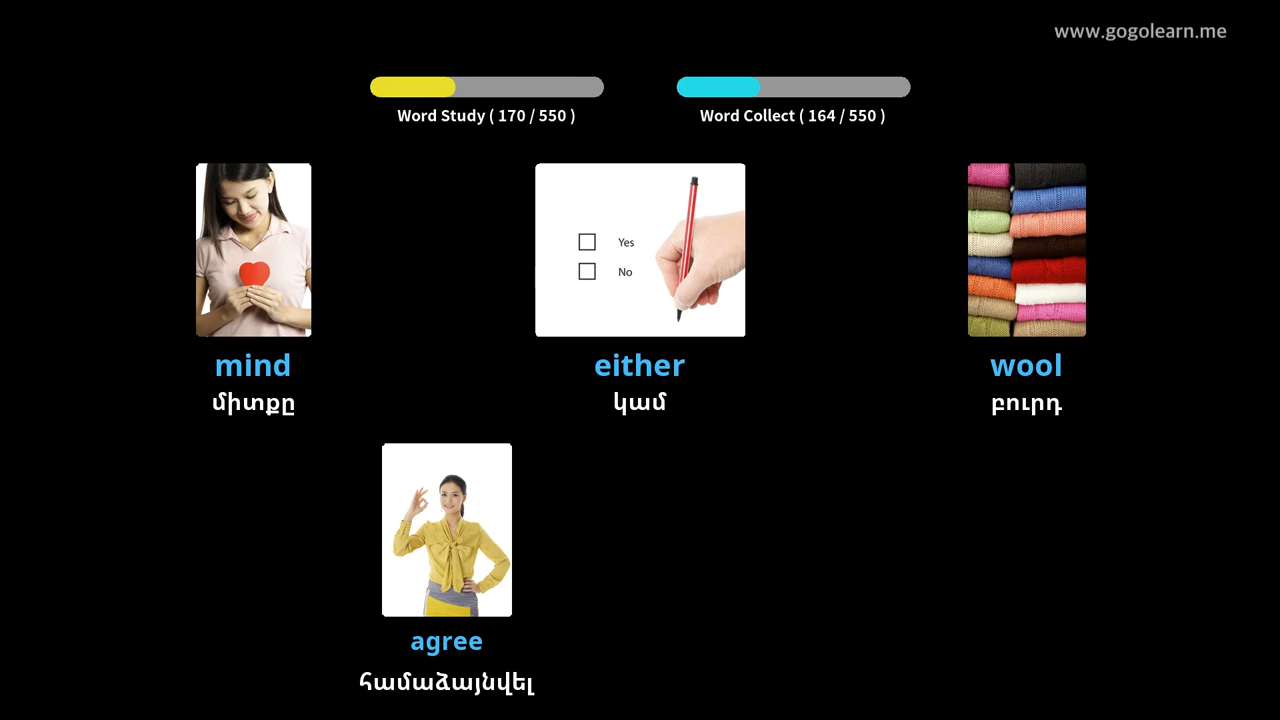 www.gogolearn.me
Word Study ( 170 / 550 )
Word Collect ( 164 / 550 )
Yes
No
mind
either
wool
միտքը
կամ
բուրդ
agree
համաձայնվել